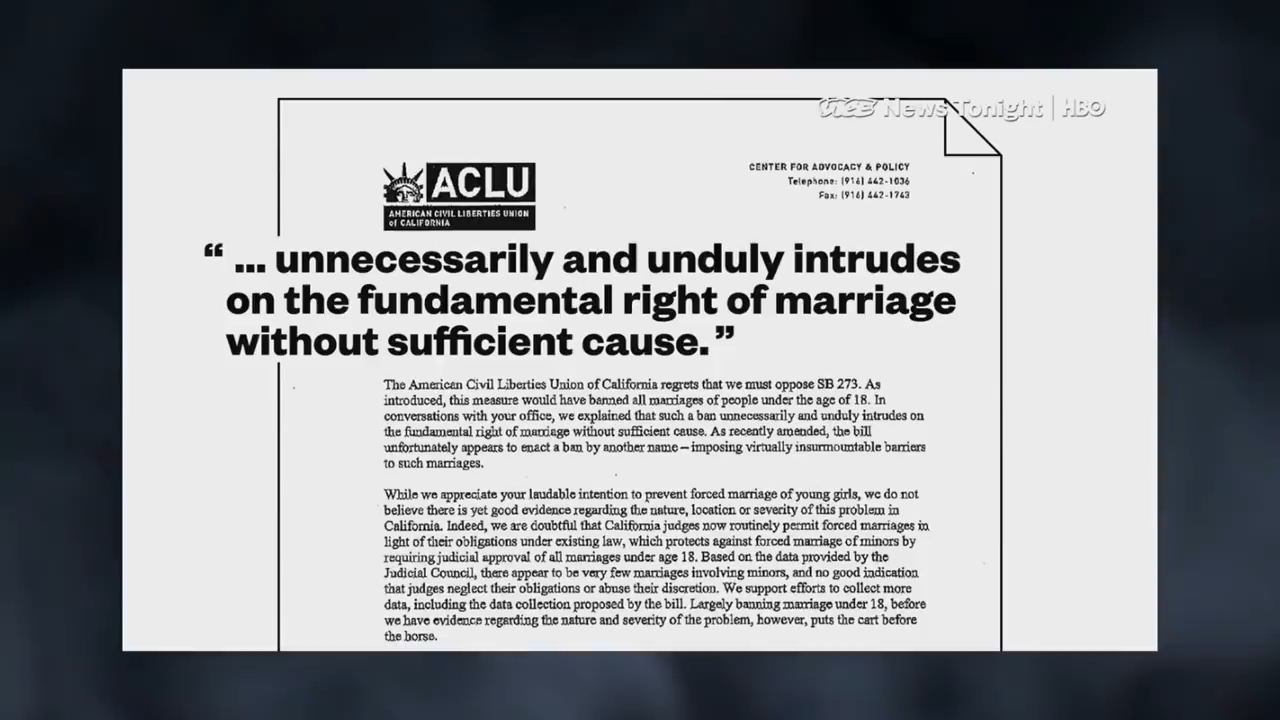 VICE News Tonight | HBO
ACLU
AMERICAN CIVIL LIBERTIES UNION
of CALIFORNIA
CENTER FOR ADVOCACY & POLICY
Telephone: (916) 442-1036
Fax: (916) 442-1743
“ ... unnecessarily and unduly intrudes
on the fundamental right of marriage
without sufficient cause. ”
The American Civil Liberties Union of California regrets that we must oppose SB 273. As
introduced, this measure would have banned all marriages of people under the age of 18. In
conversations with your office, we explained that such a ban unnecessarily and unduly intrudes on
the fundamental right of marriage without sufficient cause. As recently amended, the bill
unfortunately appears to enact a ban by another name – imposing virtually insurmountable barriers
to such marriages.
While we appreciate your laudable intention to prevent forced marriage of young girls, we do not
believe there is yet good evidence regarding the nature, location or severity of this problem in
California. Indeed, we are doubtful that California judges now routinely permit forced marriages in
light of their obligations under existing law, which protects against forced marriage of minors by
requiring judicial approval of all marriages under age 18. Based on the data provided by the
Judicial Council, there appear to be very few marriages involving minors, and no good indication
that judges neglect their obligations or abuse their discretion. We support efforts to collect more
data, including the data collection proposed by the bill. Largely banning marriage under 18, before
we have evidence regarding the nature and severity of the problem, however, puts the cart before
the horse.